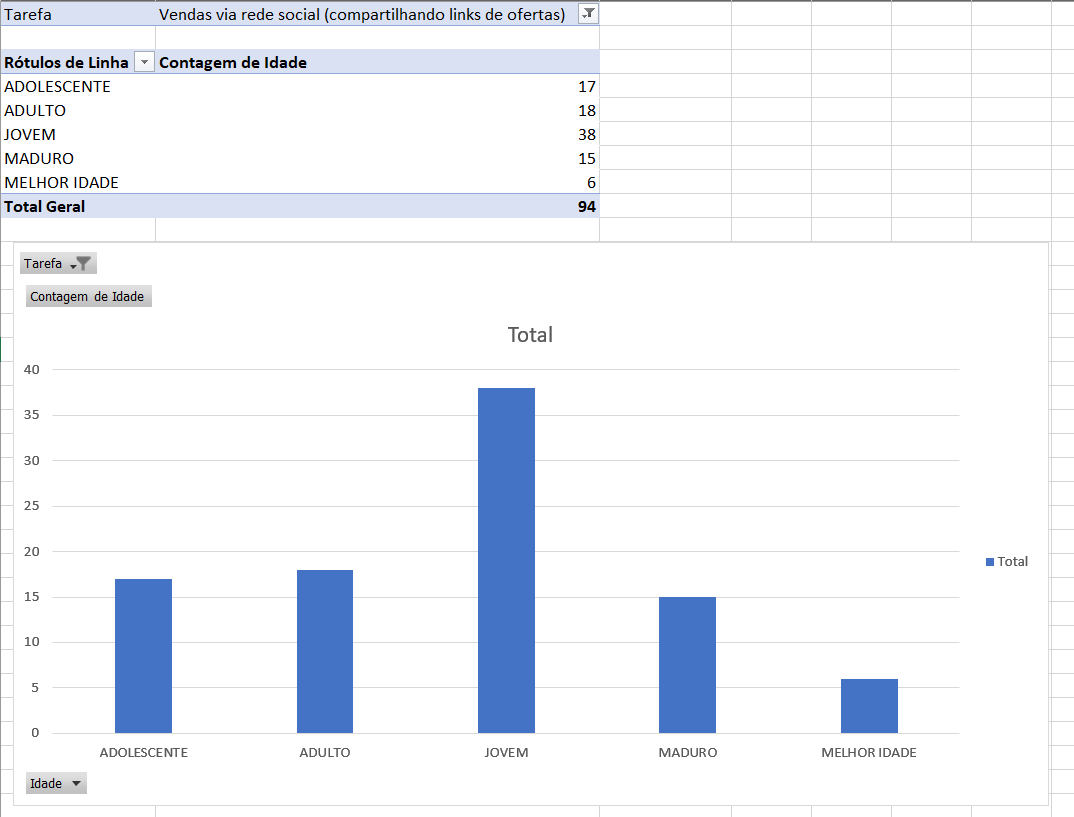 Tarefa Vendas via rede social (compartilhando links de ofertas)
Rótulos de Linha Contagem de Idade
ADOLESCENTE 17
ADULTO 18
JOVEM 38
MADURO 15
MELHOR IDADE 6
Total Geral 94
Tarefa
Contagem de Idade
Total
40
35
30
25
20
15
10
5
0
Total
ADOLESCENTE ADULTO JOVEM MADURO MELHOR IDADE
Idade